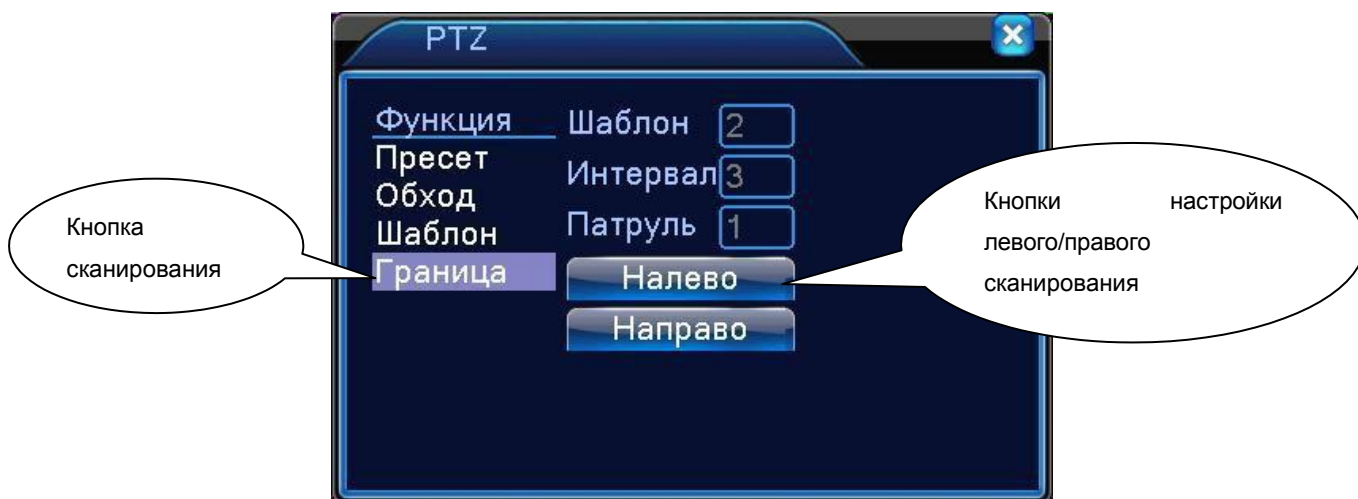 PTZ
Функция
Шаблон 2
Пресет
Интервал 3
Обход
Шаблон
Патруль 1
Граница
Налево
Направо
Кнопка
сканирования
Кнопки настройки
левого/правого
сканирования